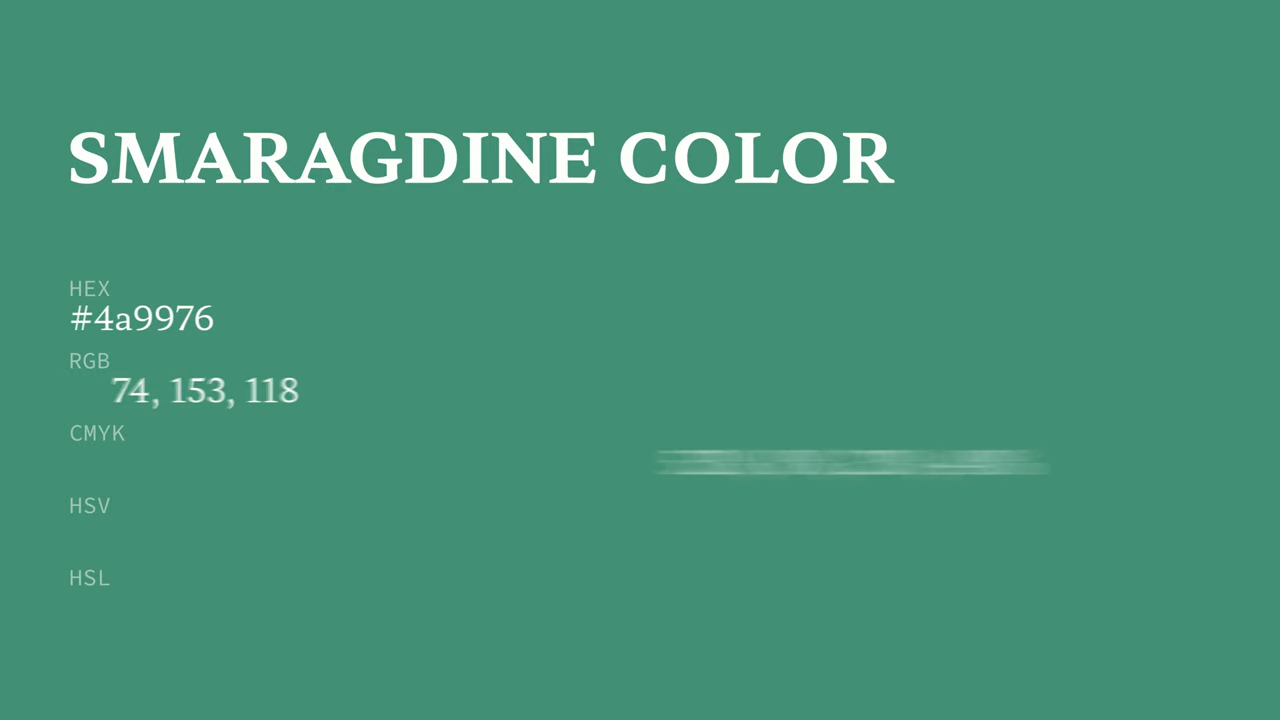 SMARAGDINE COLOR
HEX
#4a9976
RGB
74, 153, 118
CMYK
HSV
HSL